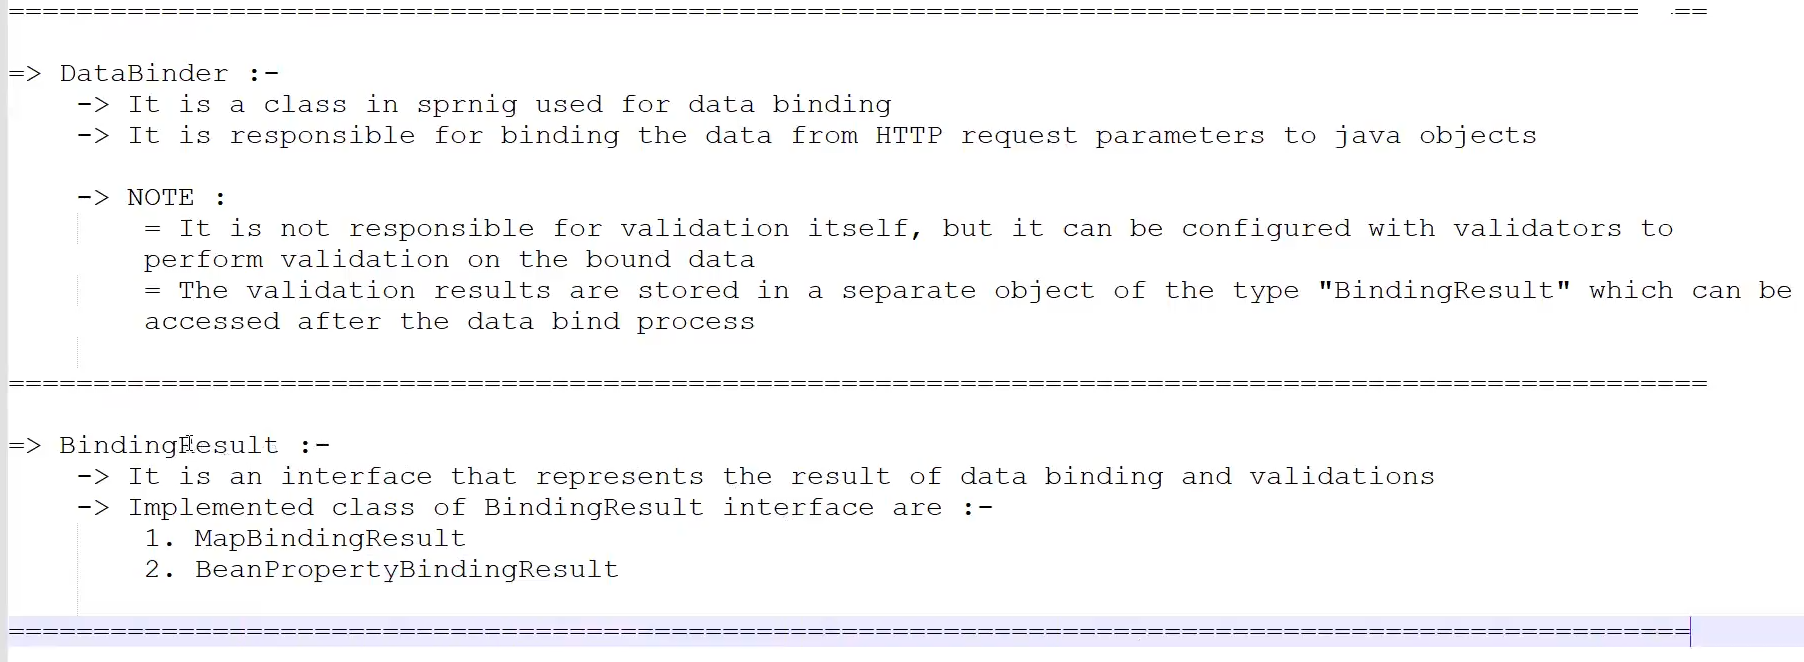 ====================================================================================================  ==
=> DataBinder :-
-> It is a class in sprnig used for data binding
-> It is responsible for binding the data from HTTP request parameters to java objects
-> NOTE :
= It is not responsible for validation itself, but it can be configured with validators to
perform validation on the bound data
= The validation results are stored in a separate object of the type "BindingResult" which can be
accessed after the data bind process
====================================================================================================
=> BindingResult :-
-> It is an interface that represents the result of data binding and validations
-> Implemented class of BindingResult interface are :-
1. MapBindingResult
2. BeanPropertyBindingResult
===================================================================================================